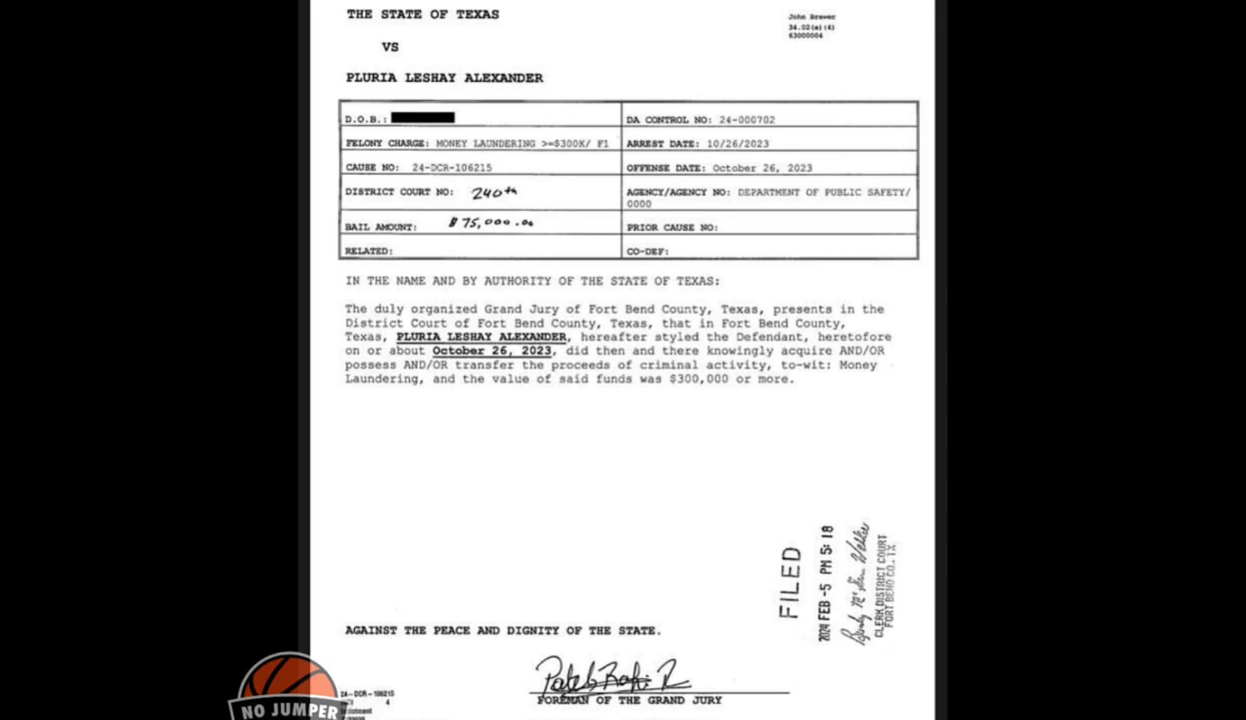 THE STATE OF TEXAS
John Brewer
34.02(e)(4)
63000004
VS
PLURIA LESHAY ALEXANDER
D.O.B.:
DA CONTROL NO: 24-000702
FELONY CHARGE: MONEY LAUNDERING >=$300K/ F1
ARREST DATE: 10/26/2023
CAUSE NO: 24-DCR-106215
OFFENSE DATE: October 26, 2023
DISTRICT COURT NO: 240th
AGENCY/AGENCY NO: DEPARTMENT OF PUBLIC SAFETY/
0000
BAIL AMOUNT: $75,000.00
PRIOR CAUSE NO:
RELATED:
CO-DEF:
IN THE NAME AND BY AUTHORITY OF THE STATE OF TEXAS:
The duly organized Grand Jury of Fort Bend County, Texas, presents in the
District Court of Fort Bend County, Texas, that in Fort Bend County,
Texas, PLURIA LESHAY ALEXANDER, hereafter styled the Defendant, heretofore
on or about October 26, 2023, did then and there knowingly acquire AND/OR
possess AND/OR transfer the proceeds of criminal activity, to-wit: Money
Laundering, and the value of said funds was $300,000 or more.
FILED
2024 FEB -5 PM 5:18
CLERK DISTRICT COURT
FORT BEND CO., TX
AGAINST THE PEACE AND DIGNITY OF THE STATE.
FOREMAN OF THE GRAND JURY
24-DCR-106215
4
NO JUMPER